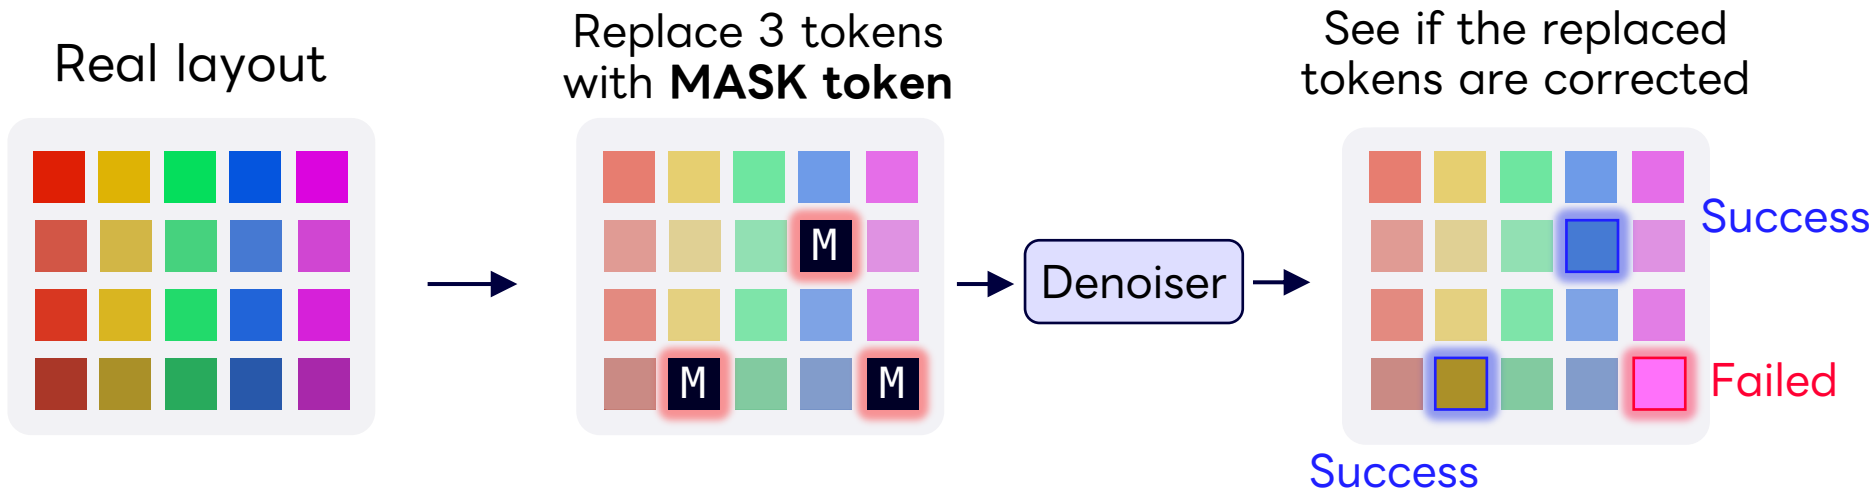 Real layout
Replace 3 tokens
with MASK token
M
M
M
Denoiser
See if the replaced
tokens are corrected
Success
Failed
Success